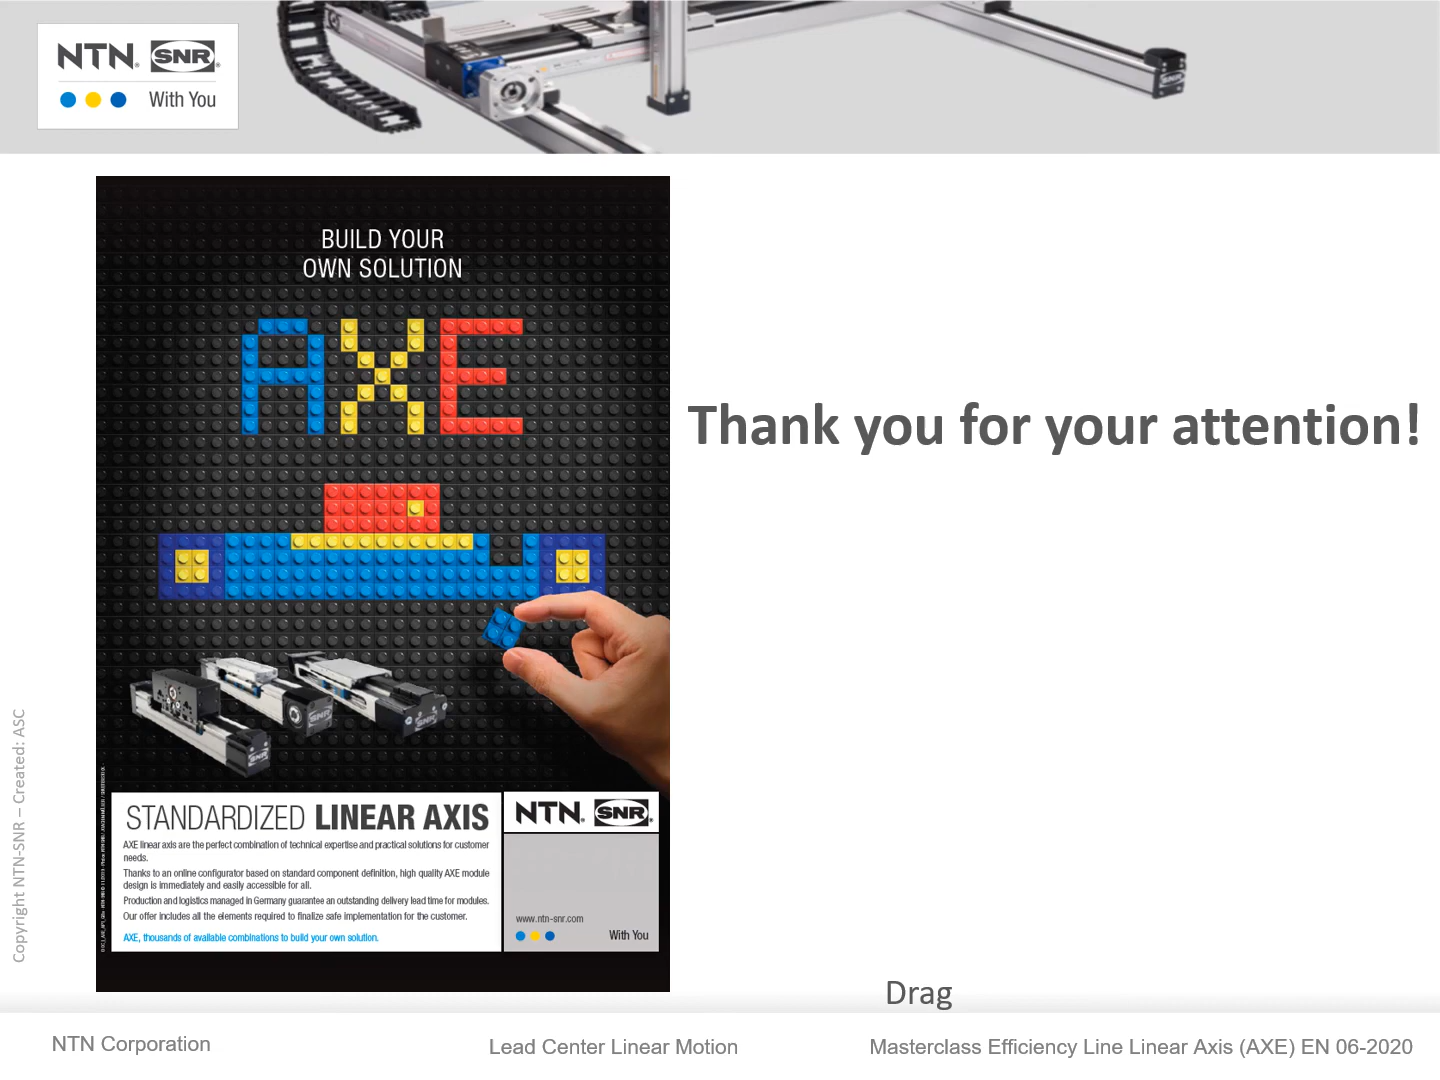 NTN. SNR
With You
SNR
BUILD YOUR
OWN SOLUTION
AXE
Thank you for your attention!
SNR
SNR
SNR
STANDARDIZED LINEAR AXIS
AXE linear axis are the perfect combination of technical expertise and practical solutions for customer
needs.
Thanks to an online configurator based on standard component definition, high quality AXE module
design is immediately and easily accessible for all.
Production and logistics managed in Germany guarantee an outstanding delivery lead time for modules.
Our offer includes all the elements required to finalize safe implementation for the customer.
AXE, thousands of available combinations to build your own solution.
NTN. SNR
www.ntn-snr.com
With You
Copyright NTN-SNR – Created: ASC
Drag
NTN Corporation
Lead Center Linear Motion
Masterclass Efficiency Line Linear Axis (AXE) EN 06-2020